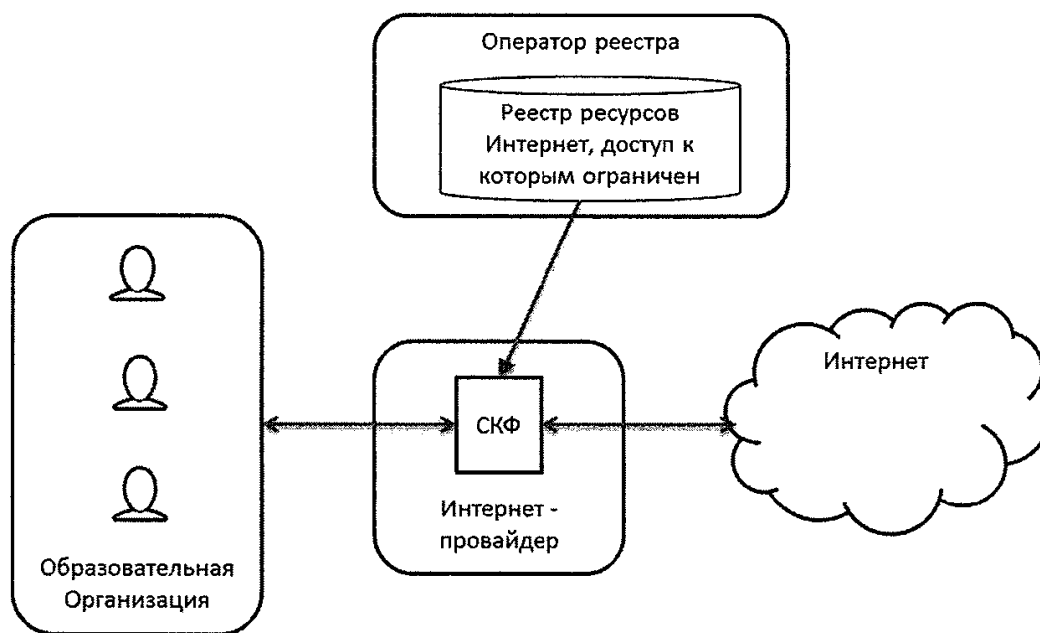 Оператор реестра
Реестр ресурсов
Интернет, доступ к
которым ограничен
Интернет
СКФ
Интернет -
провайдер
Образовательная
Организация